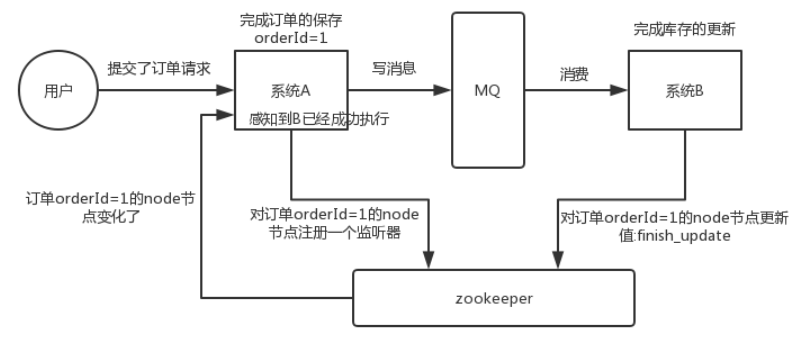 完成订单的保存
orderId=1
完成库存的更新
提交了订单请求
写消息
消费
用户
系统A
MQ
系统B
感知到B已经成功执行
订单orderId=1的node节
点变化了
对订单orderId=1的node
节点注册一个监听器
对订单orderId=1的node节点更新
值:finish_update
zookeeper